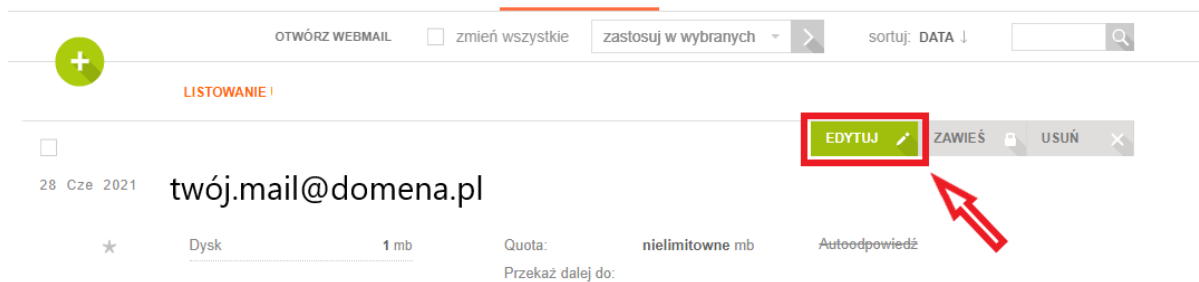 OTWÓRZ WEBMAIL zmień wszystkie zastosuj w wybranych sortuj: DATA ↓
LISTOWANIE
EDYTUJ ZAWIEŚ USUŃ
28 Cze 2021 twój.mail@domena.pl
Dysk 1 mb Quota: nielimitowne mb Autoodpowiedź
Przekaż dalej do: